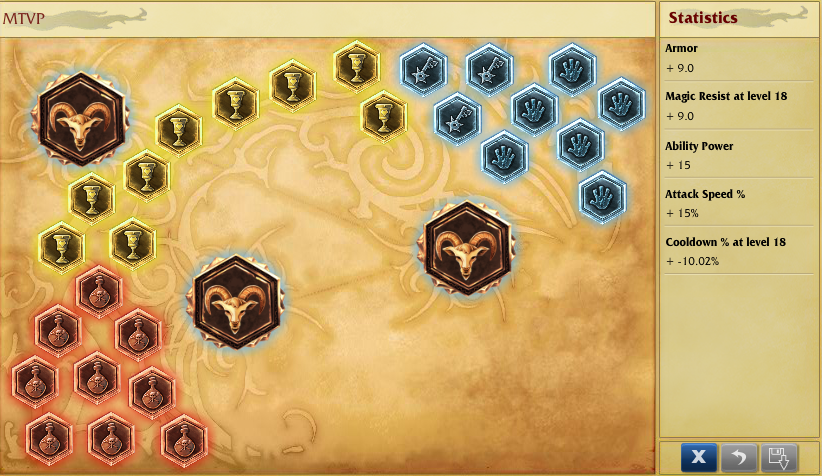 MTVP
Statistics
Armor
+ 9.0
Magic Resist at level 18
+ 9.0
Ability Power
+ 15
Attack Speed %
+ 15%
Cooldown % at level 18
+ -10.02%
X